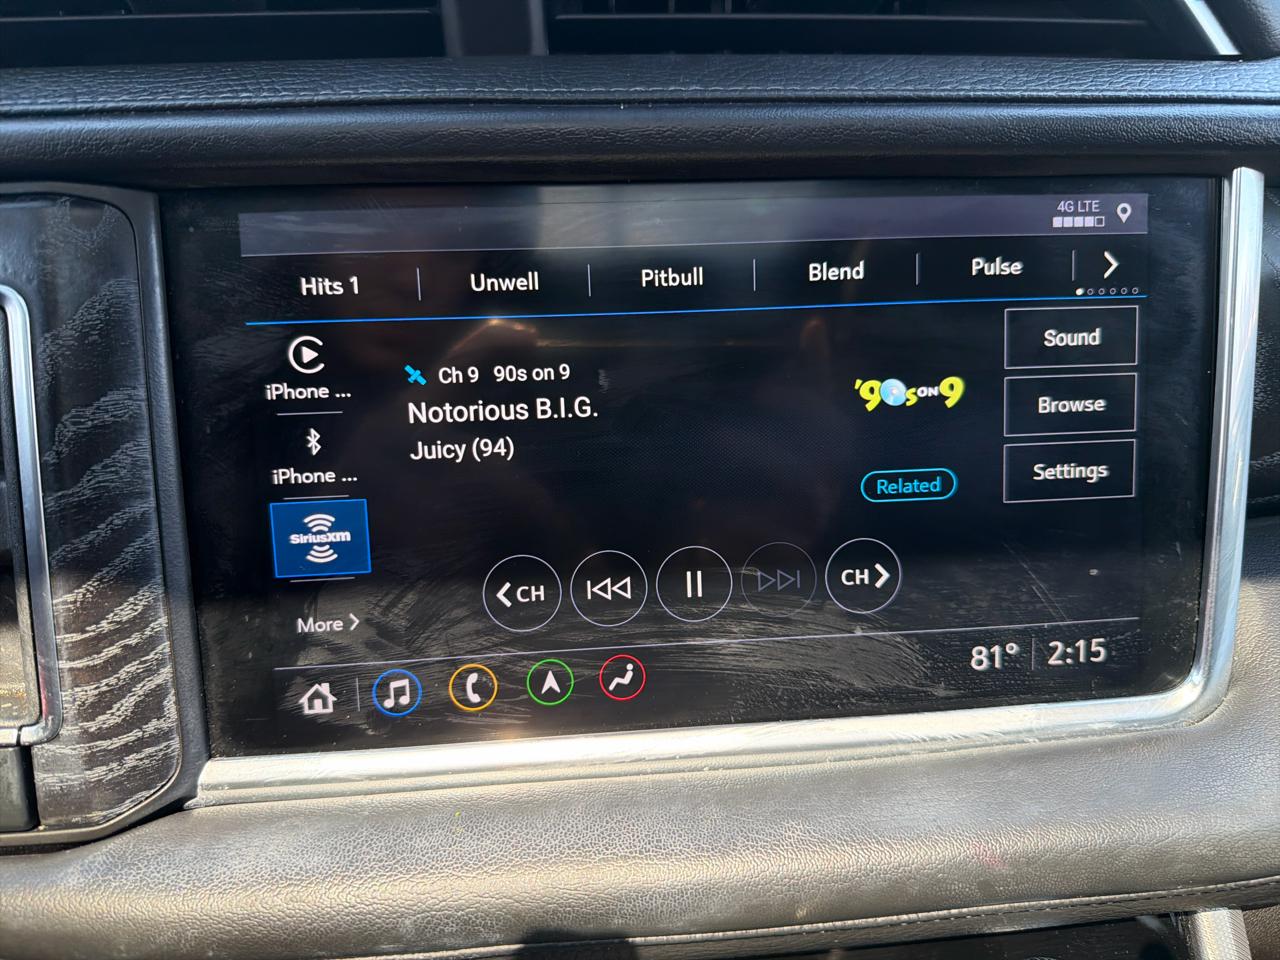 4G LTE
Hits 1
Unwell
Pitbull
Blend
Pulse
iPhone ...
iPhone ...
SiriusXM
More
Ch 9 90s on 9
Notorious B.I.G.
Juicy (94)
'90s ON 9
Related
Sound
Browse
Settings
CH
CH
81° 2:15